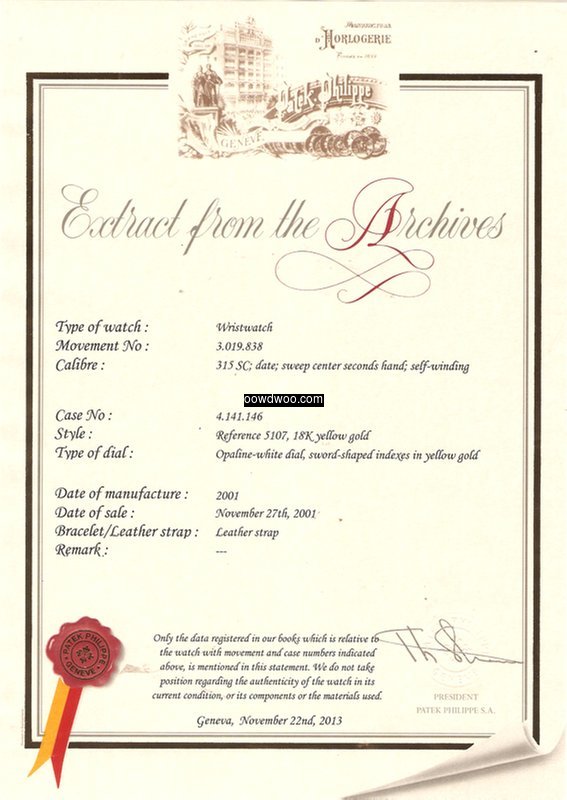 Manufacture
D'HORLOGERIE
Patek Philippe
GENEVE
Extract from the Archives
Type of watch : Wristwatch
Movement No : 3.019.838
Calibre : 315 SC; date; sweep center seconds hand; self-winding
oowdwoo.com
Case No : 4.141.146
Style : Reference 5107, 18K yellow gold
Type of dial : Opaline-white dial, sword-shaped indexes in yellow gold
Date of manufacture : 2001
Date of sale : November 27th, 2001
Bracelet/Leather strap : Leather strap
Remark : ---
PATEK PHILIPPE
GENEVE
Only the data registered in our books which is relative to
the watch with movement and case numbers indicated
above, is mentioned in this statement. We do not take
position regarding the authenticity of the watch in its
current condition, or its components or the materials used.
Geneva, November 22nd, 2013
PRESIDENT
PATEK PHILIPPE S.A.